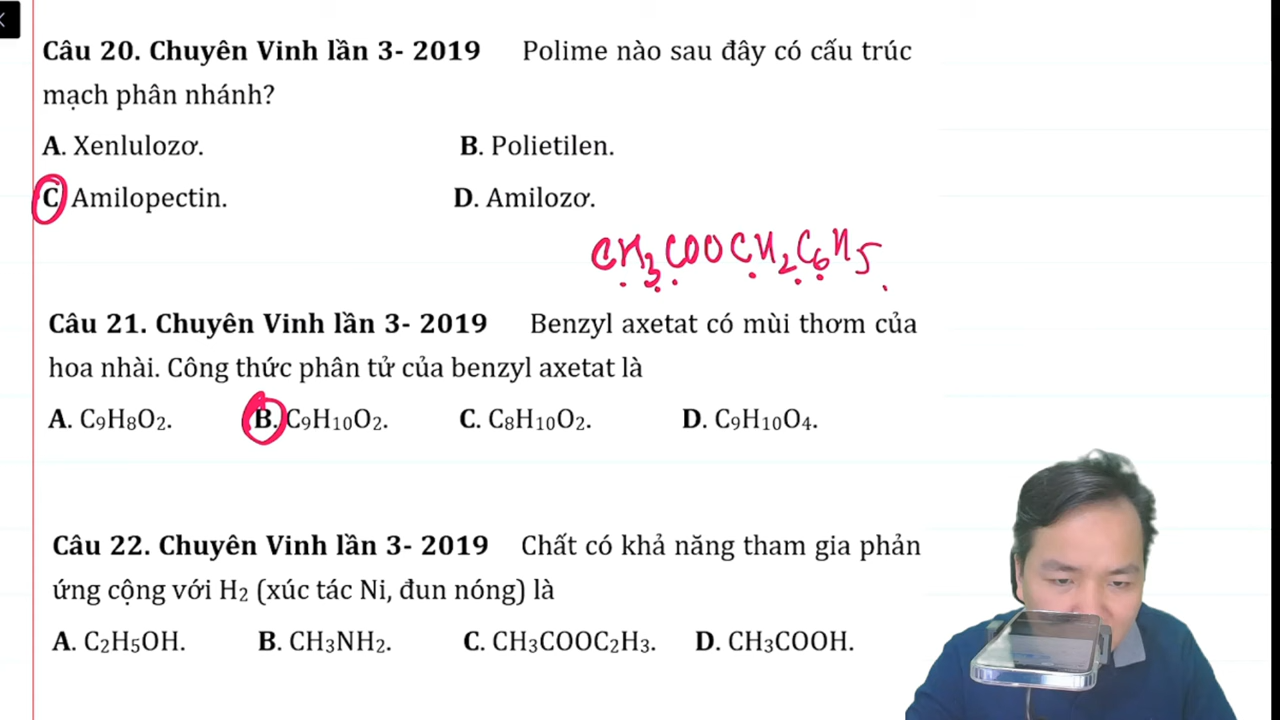 Câu 20. Chuyên Vinh lần 3- 2019 Polime nào sau đây có cấu trúc
mạch phân nhánh?
A. Xenlulozơ. B. Polietilen.
C Amilopectin. D. Amilozơ.
CH3COOCH2C6H5
Câu 21. Chuyên Vinh lần 3- 2019 Benzyl axetat có mùi thơm của
hoa nhài. Công thức phân tử của benzyl axetat là
A. C₉H₈O₂. B. C₉H₁₀O₂. C. C₈H₁₀O₂. D. C₉H₁₀O₄.
Câu 22. Chuyên Vinh lần 3- 2019 Chất có khả năng tham gia phản
ứng cộng với H₂ (xúc tác Ni, đun nóng) là
A. C₂H₅OH. B. CH₃NH₂. C. CH₃COOC₂H₃. D. CH₃COOH.